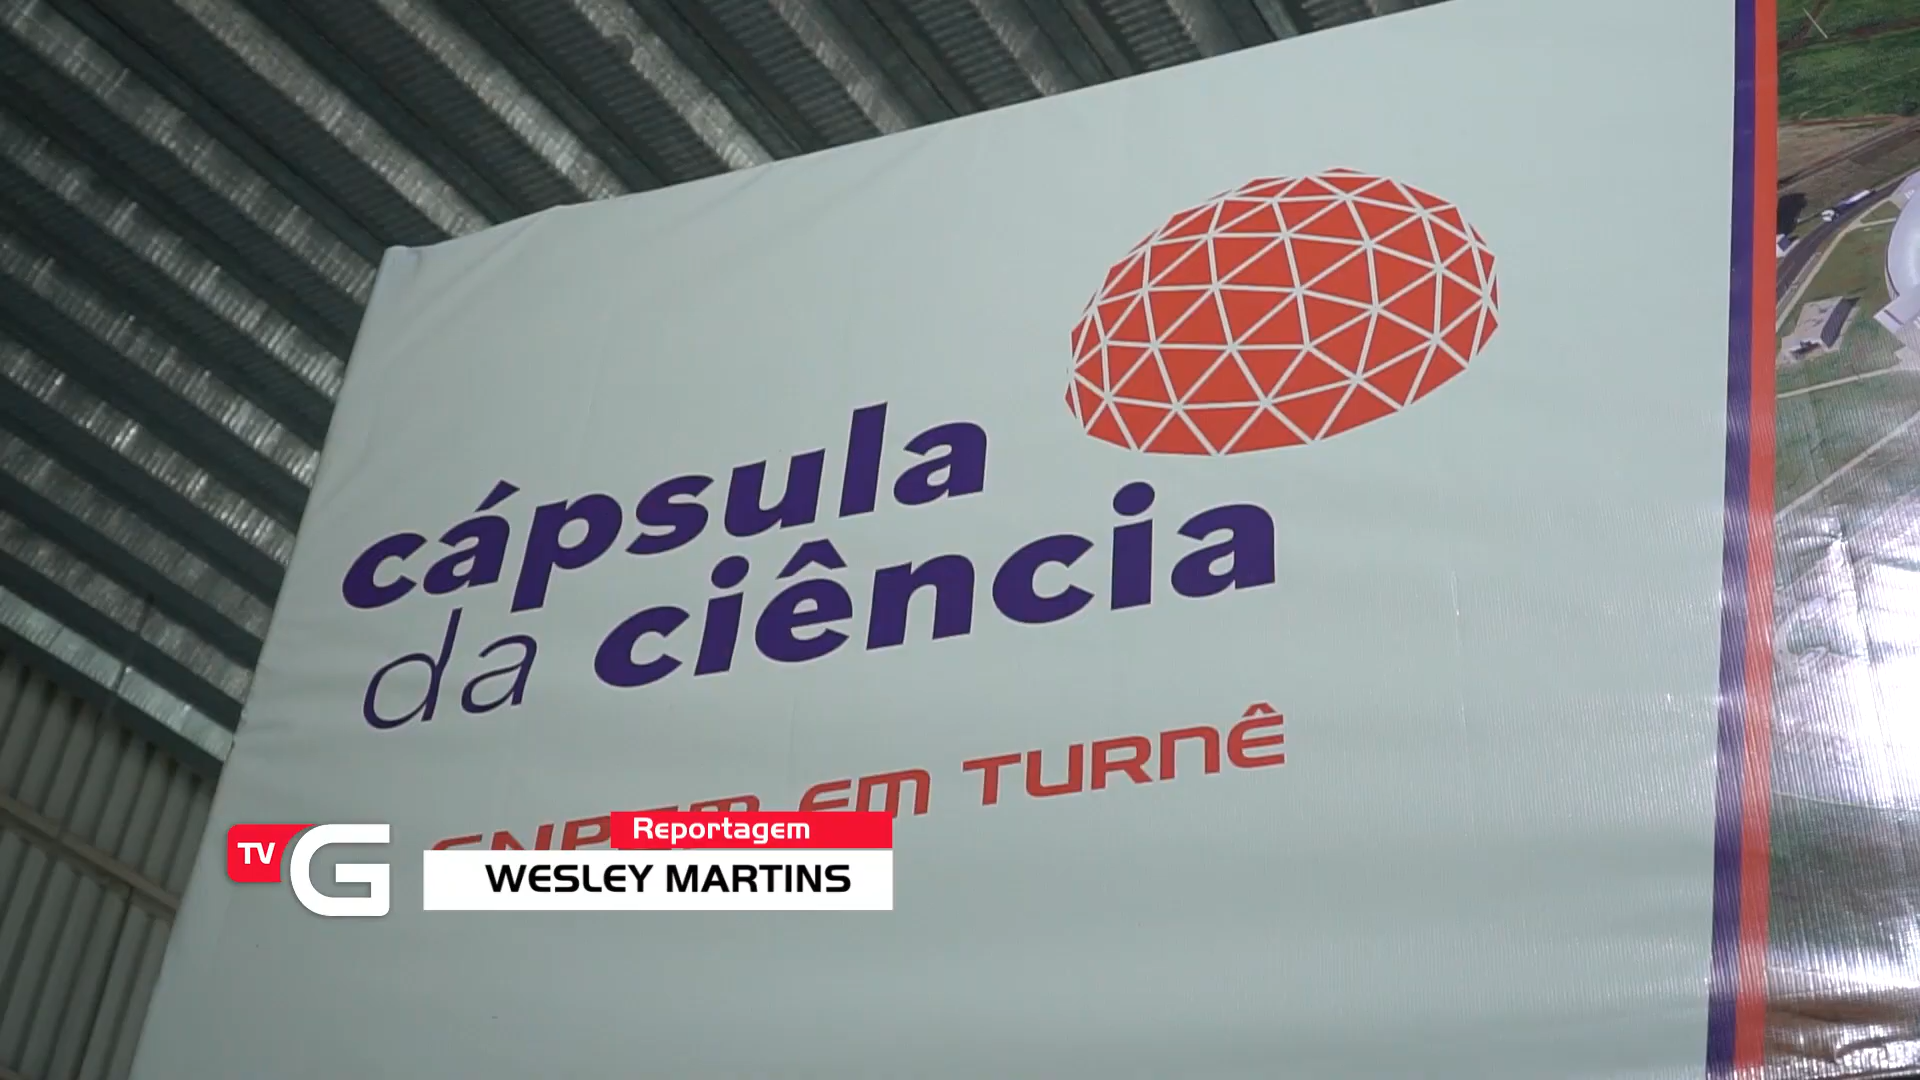 cápsula
da ciência
EM TURNÊ
TV G
Reportagem
WESLEY MARTINS